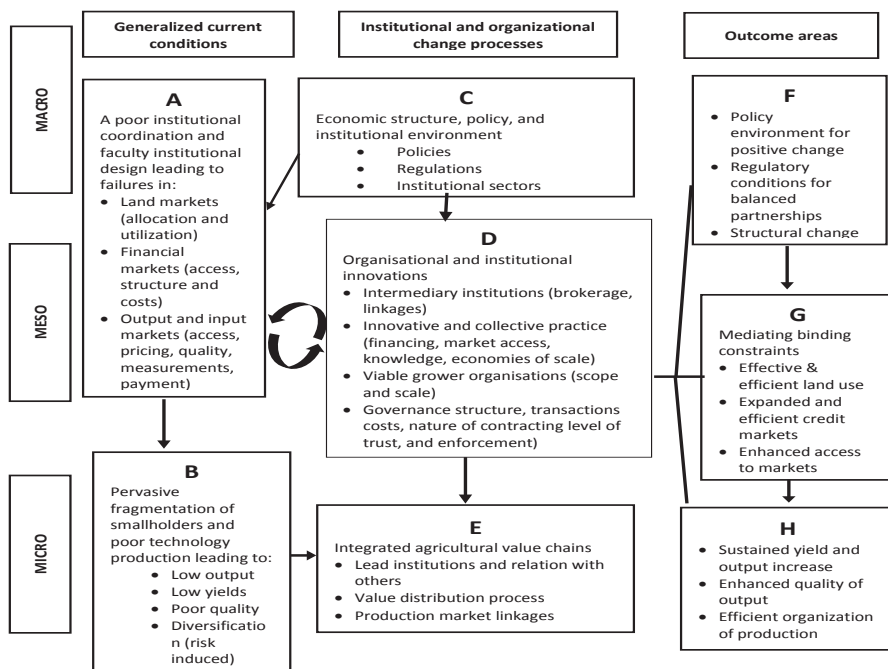 Generalized current
conditions
Institutional and organizational
change processes
Outcome areas
MACRO
MESO
MICRO
A
A poor institutional
coordination and
faculty institutional
design leading to
failures in:
• Land markets
(allocation and
utilization)
• Financial
markets (access,
structure and
costs)
• Output and input
markets (access,
pricing, quality,
measurements,
payment)
B
Pervasive
fragmentation of
smallholders and
poor technology
production leading to:
• Low output
• Low yields
• Poor quality
• Diversificatio
n (risk
induced)
C
Economic structure, policy, and
institutional environment
• Policies
• Regulations
• Institutional sectors
D
Organisational and institutional
innovations
• Intermediary institutions (brokerage,
linkages)
• Innovative and collective practice
(financing, market access,
knowledge, economies of scale)
• Viable grower organisations (scope
and scale)
• Governance structure, transactions
costs, nature of contracting level of
trust, and enforcement)
E
Integrated agricultural value chains
• Lead institutions and relation with
others
• Value distribution process
• Production market linkages
F
• Policy
environment for
positive change
• Regulatory
conditions for
balanced
partnerships
• Structural change
G
Mediating binding
constraints
• Effective &
efficient land use
• Expanded and
efficient credit
markets
• Enhanced access
to markets
H
• Sustained yield and
output increase
• Enhanced quality of
output
• Efficient organization
of production